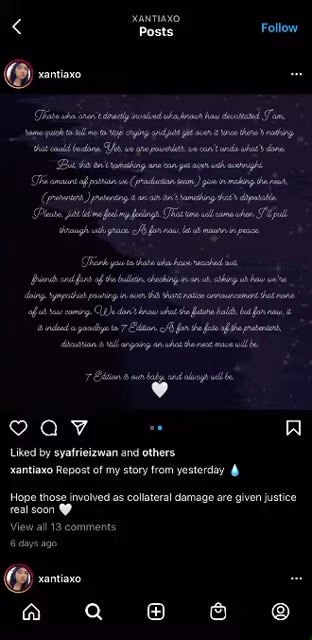 XANTIAXO
Posts
Follow
xantiaxo
Those who aren't directly involved who knows how devastated I am,
some quick to tell me to stop crying and just get over it since there's nothing
that could be done. Yes, we are powerless, we can't undo what's done.
But, this isn't something one can get over with overnight.
The amount of passion we (production team) give in making the news,
(presenters) presenting it on air isn't something that's disposable.
Please, just let me feel my feelings. That time will come when I'll pull
through with grace. As for now, let us mourn in peace.
Thank you to those who have reached out,
friends and fans of the bulletin, checking in on us, asking us how we're
doing, sympathies pouring in over this short notice announcement that none
of us saw coming. We don't know what the future holds, but for now, it
is indeed a goodbye to 7 Edition. As for the fate of the presenters,
discussion is still ongoing on what the next move will be.
7 Edition is our baby, and always will be.
🤍
Liked by syafrieizwan and others
xantiaxo Repost of my story from yesterday 💧
Hope those involved as collateral damage are given justice
real soon 🤍
View all 13 comments
6 days ago
xantiaxo